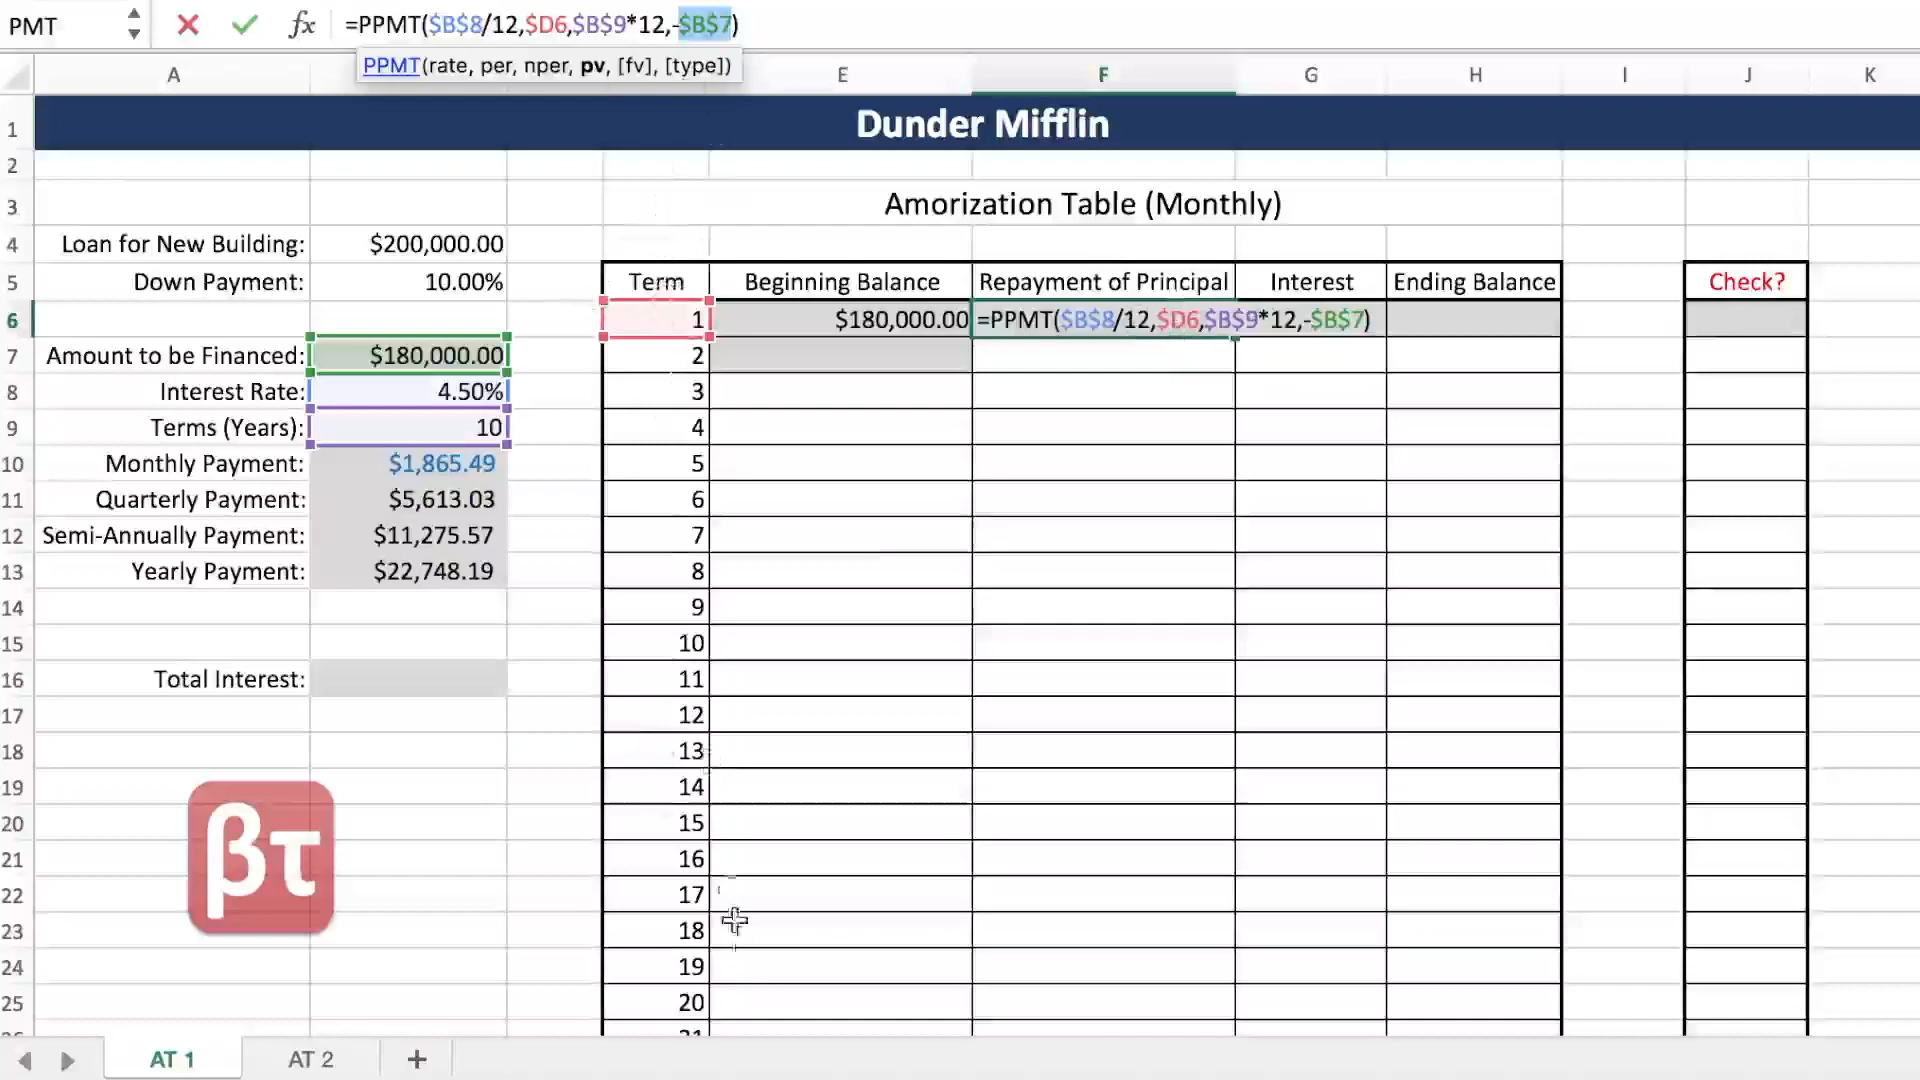 PMT
fx
=PPMT($B$8/12,$D6,$B$9*12,-$B$7)
PPMT(rate, per, nper, pv, [fv], [type])
A E F G H I J K
1 Dunder Mifflin
2
3 Amorization Table (Monthly)
4 Loan for New Building: $200,000.00
5 Down Payment: 10.00% Term Beginning Balance Repayment of Principal Interest Ending Balance Check?
6 1 $180,000.00 =PPMT($B$8/12,$D6,$B$9*12,-$B$7)
7 Amount to be Financed: $180,000.00 2
8 Interest Rate: 4.50% 3
9 Terms (Years): 10 4
10 Monthly Payment: $1,865.49 5
11 Quarterly Payment: $5,613.03 6
12 Semi-Annually Payment: $11,275.57 7
13 Yearly Payment: $22,748.19 8
14 9
15 10
16 Total Interest: 11
17 12
18 13
19 14
20 15
21 16
22 17
23 18
24 19
25 20
βτ
AT 1 AT 2 +